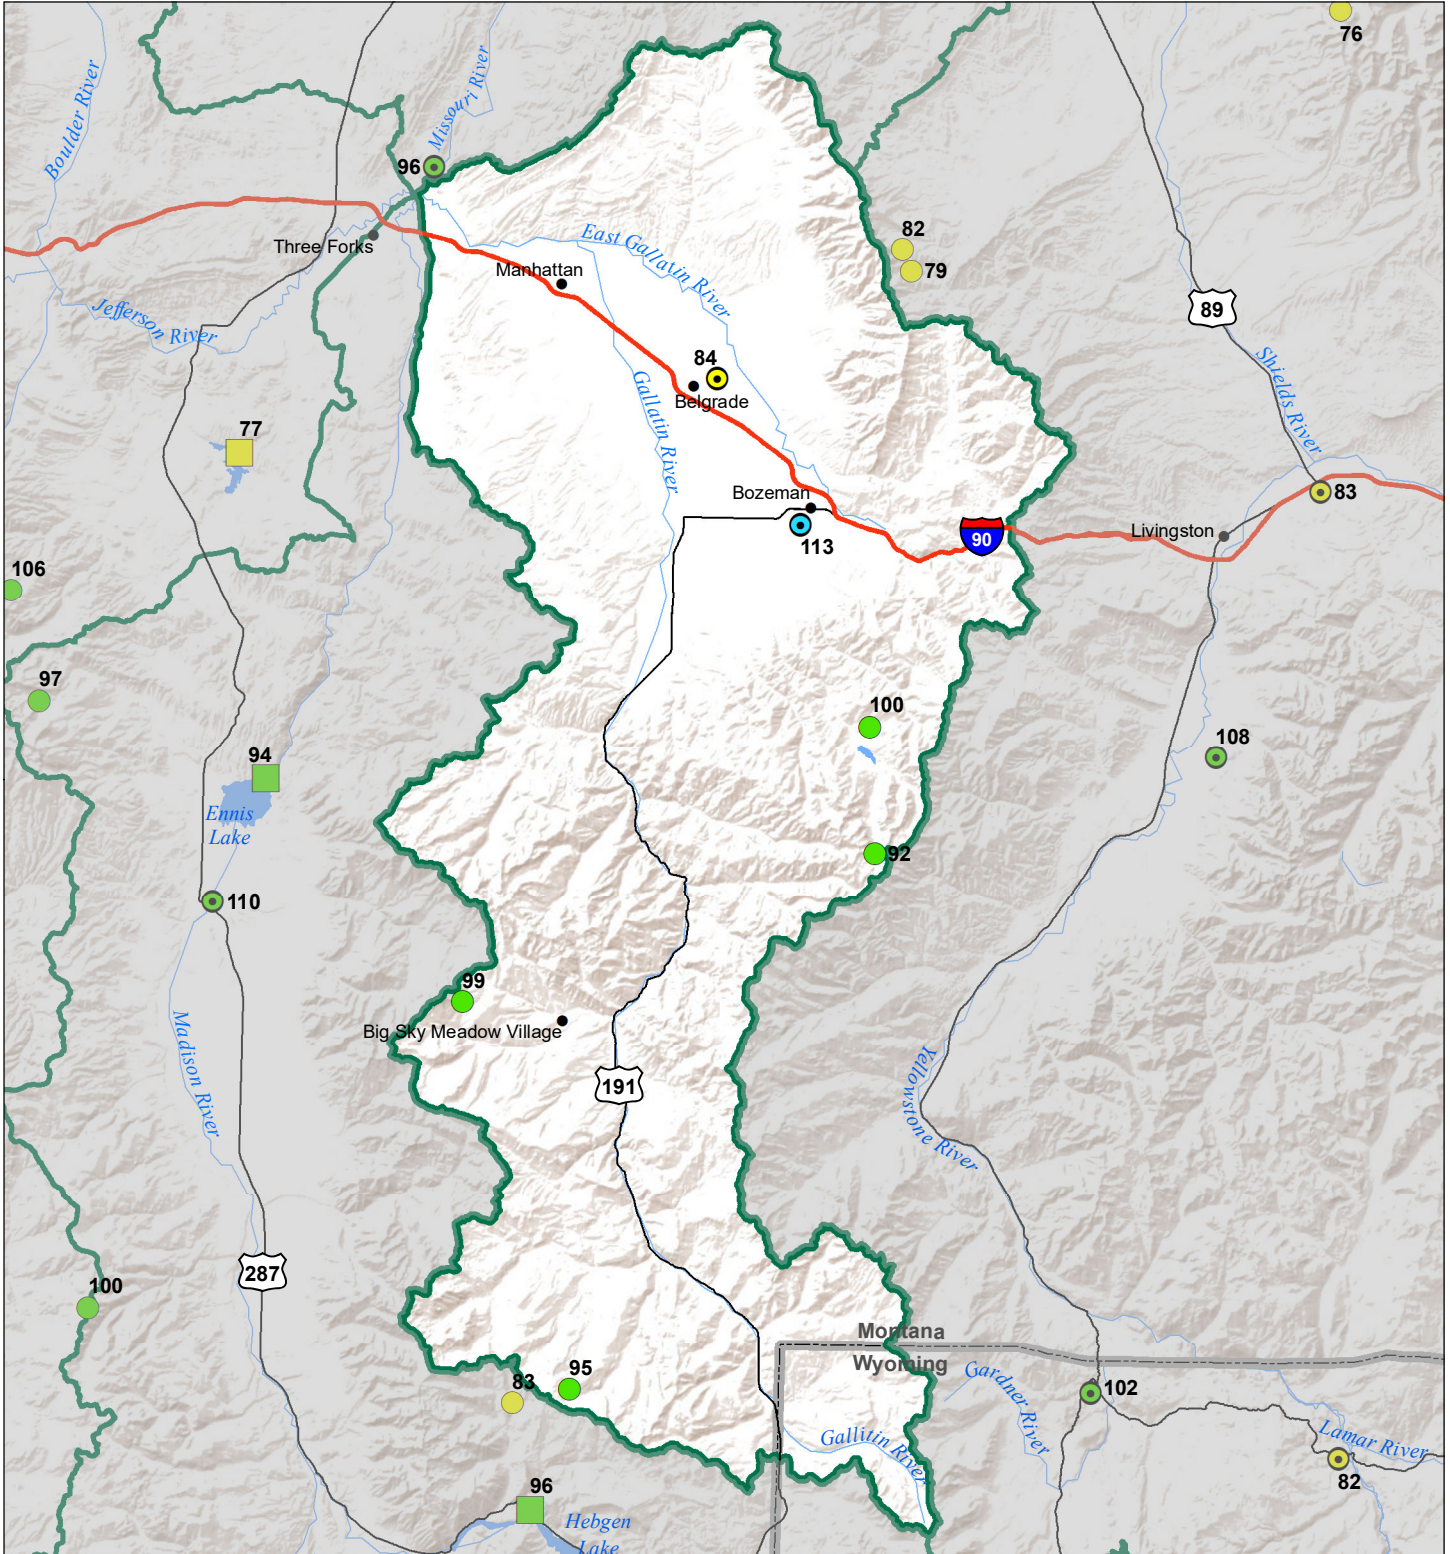 76
Boulder River
Missouri River
96
Three Forks
East Gallatin River
82
79
Manhattan
89
Jefferson River
Shields River
84
Belgrade
Gallatin River
77
Bozeman
113
90
83
Livingston
106
97
100
108
94
Ennis
Lake
92
110
99
Big Sky Meadow Village
Madison River
191
Yellowstone River
287
100
Montana
Wyoming
95
83
Gardner River
102
Gallitin River
Lamar River
82
96
Hebgen
Lake